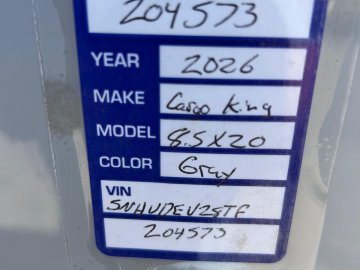 204573
YEAR 2026
MAKE Cargo King
MODEL 8.5X20
COLOR Gray
VIN
5NHUDEV28TF
204573